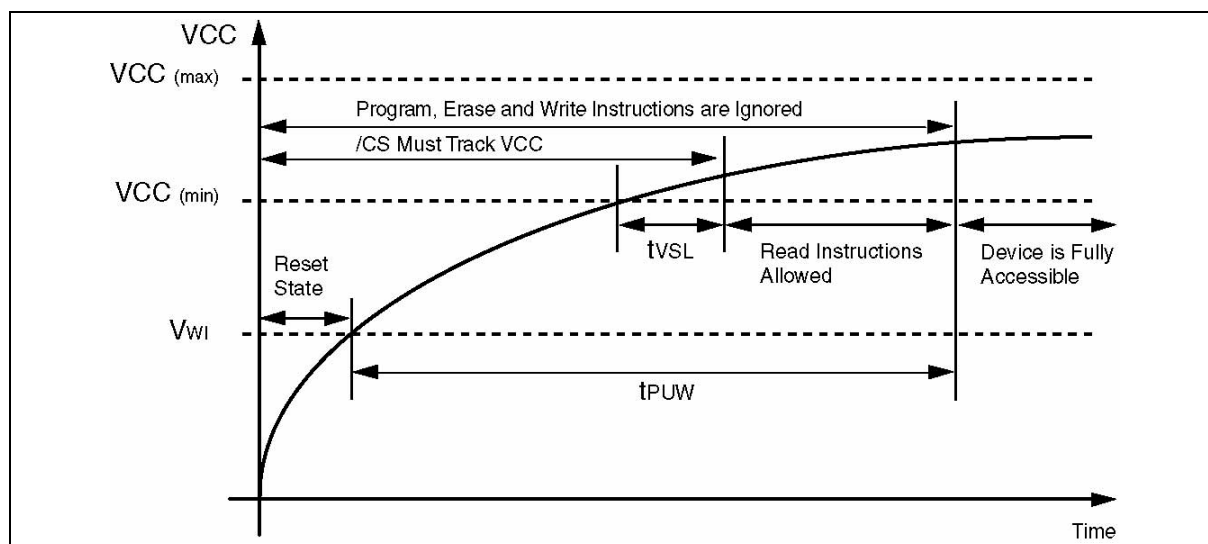 VCC
VCC (max)
Program, Erase and Write Instructions are Ignored
/CS Must Track VCC
VCC (min)
tVSL
Read Instructions
Allowed
Device is Fully
Accessible
Reset
State
VWI
tPUW
Time